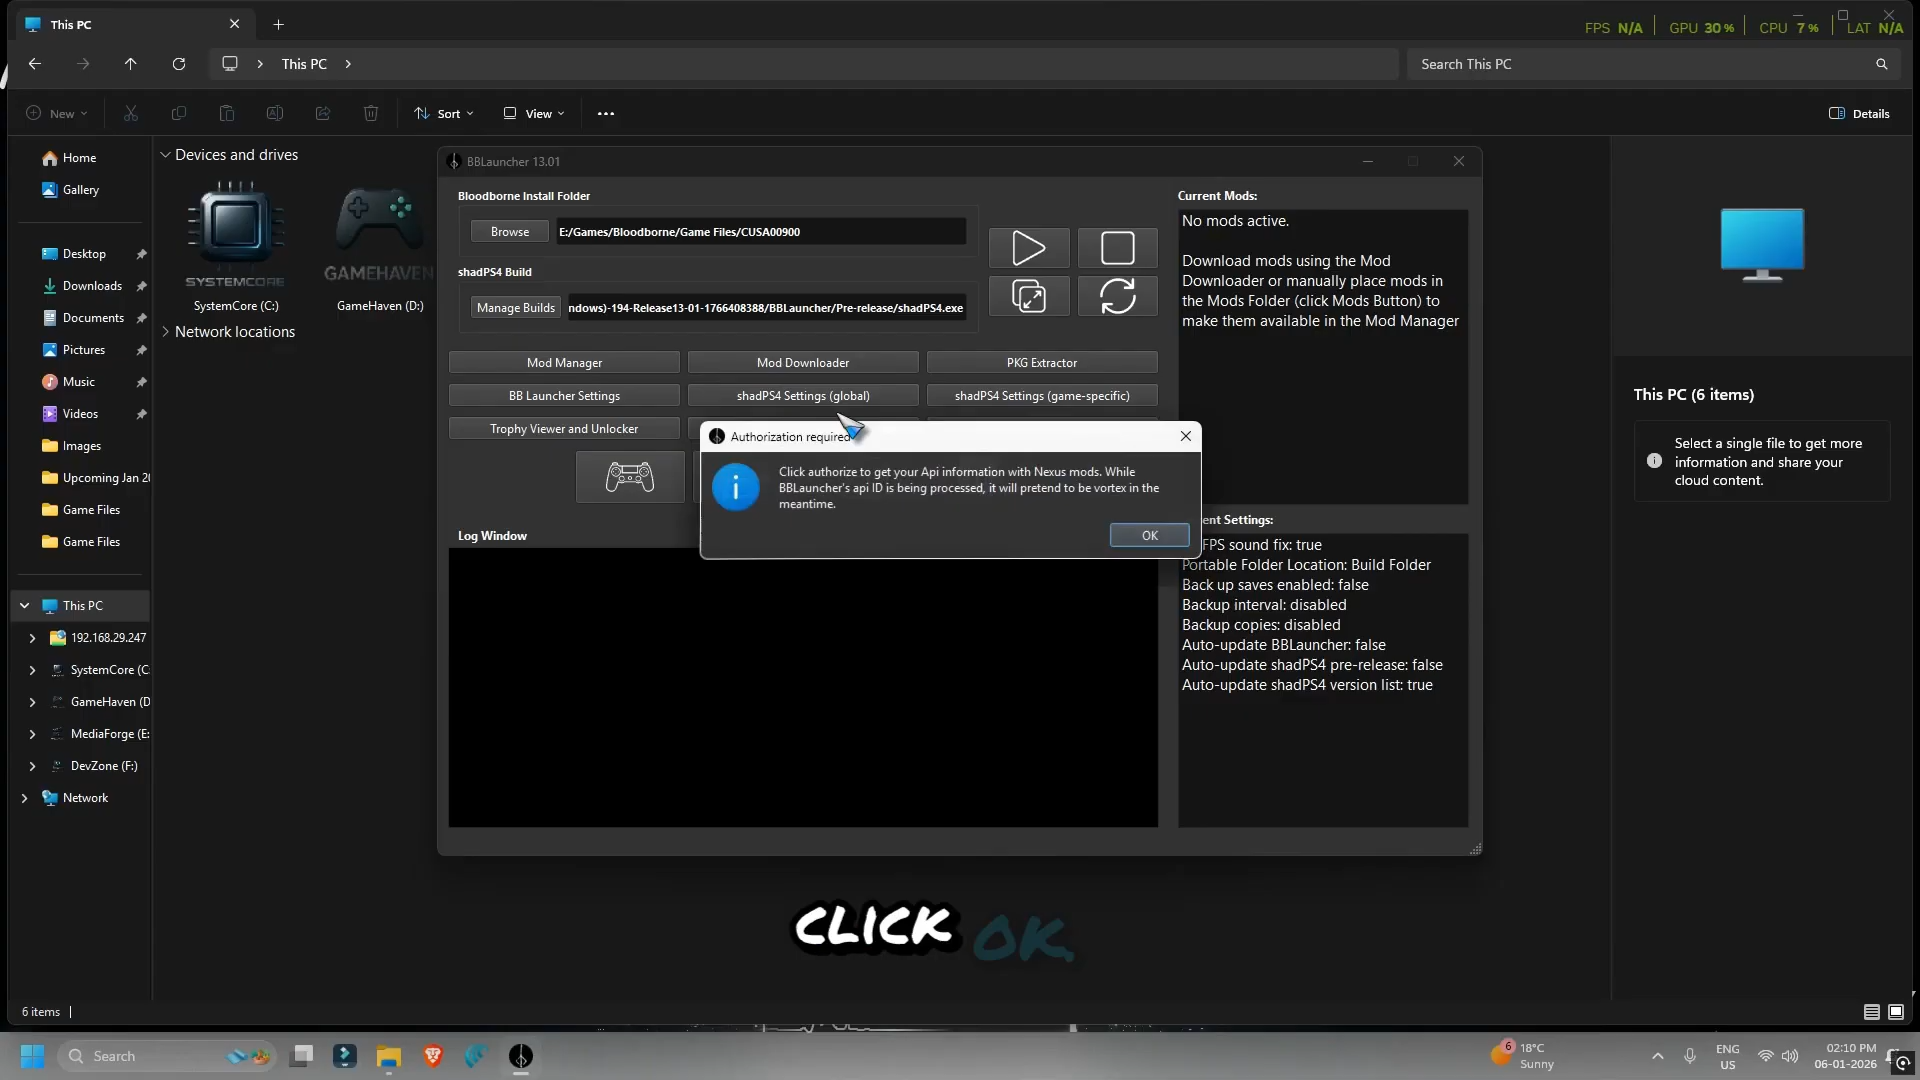 This PC
FPS N/A GPU 30 % CPU 7 % LAT N/A
This PC
Search This PC
New
Sort
View
Details
Home
Gallery
Desktop
Downloads
Documents
Pictures
Music
Videos
Images
Upcoming Jan 20
Game Files
Game Files
This PC
192.168.29.247
SystemCore (C:
GameHaven (D
MediaForge (E:
DevZone (F:)
Network
Devices and drives
SYSTEMCORE
SystemCore (C:)
GAMEHAVEN
GameHaven (D:)
Network locations
BBLauncher 13.01
Bloodborne Install Folder
Browse
E:/Games/Bloodborne/Game Files/CUSA00900
shadPS4 Build
Manage Builds
ndows)-194-Release13-01-1766408388/BBLauncher/Pre-release/shadPS4.exe
Mod Manager
Mod Downloader
PKG Extractor
BB Launcher Settings
shadPS4 Settings (global)
shadPS4 Settings (game-specific)
Trophy Viewer and Unlocker
Log Window
Current Mods:
No mods active.
Download mods using the Mod
Downloader or manually place mods in
the Mods Folder (click Mods Button) to
make them available in the Mod Manager
ent Settings:
FPS sound fix: true
Portable Folder Location: Build Folder
Back up saves enabled: false
Backup interval: disabled
Backup copies: disabled
Auto-update BBLauncher: false
Auto-update shadPS4 pre-release: false
Auto-update shadPS4 version list: true
Authorization required
Click authorize to get your Api information with Nexus mods. While
BBLauncher's api ID is being processed, it will pretend to be vortex in the
meantime.
OK
This PC (6 items)
Select a single file to get more
information and share your
cloud content.
CLICK OK.
6 items
Search
6
18°C
Sunny
ENG
US
02:10 PM
06-01-2026